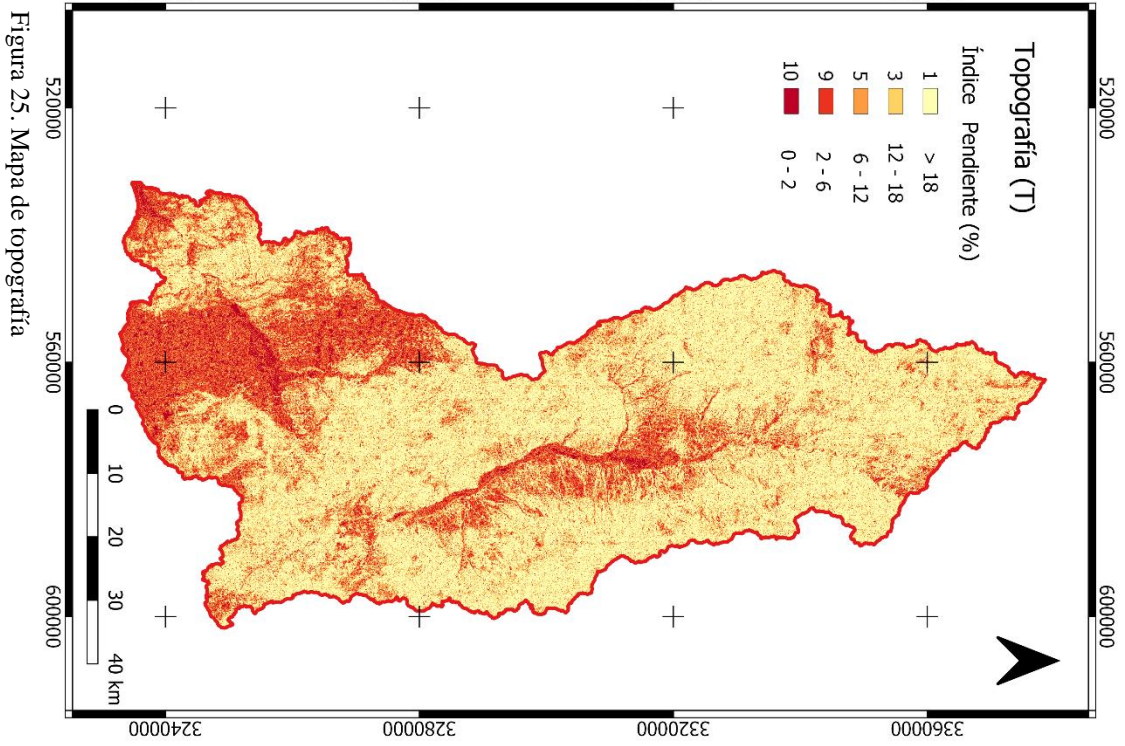 520000
560000
600000
Topografía (T)
Índice Pendiente (%)
1 > 18
3 12 - 18
5 6 - 12
9 2 - 6
10 0 - 2
3360000
3320000
3280000
3240000
0 10 20 30 40 km
520000
560000
600000
Figura 25. Mapa de topografía